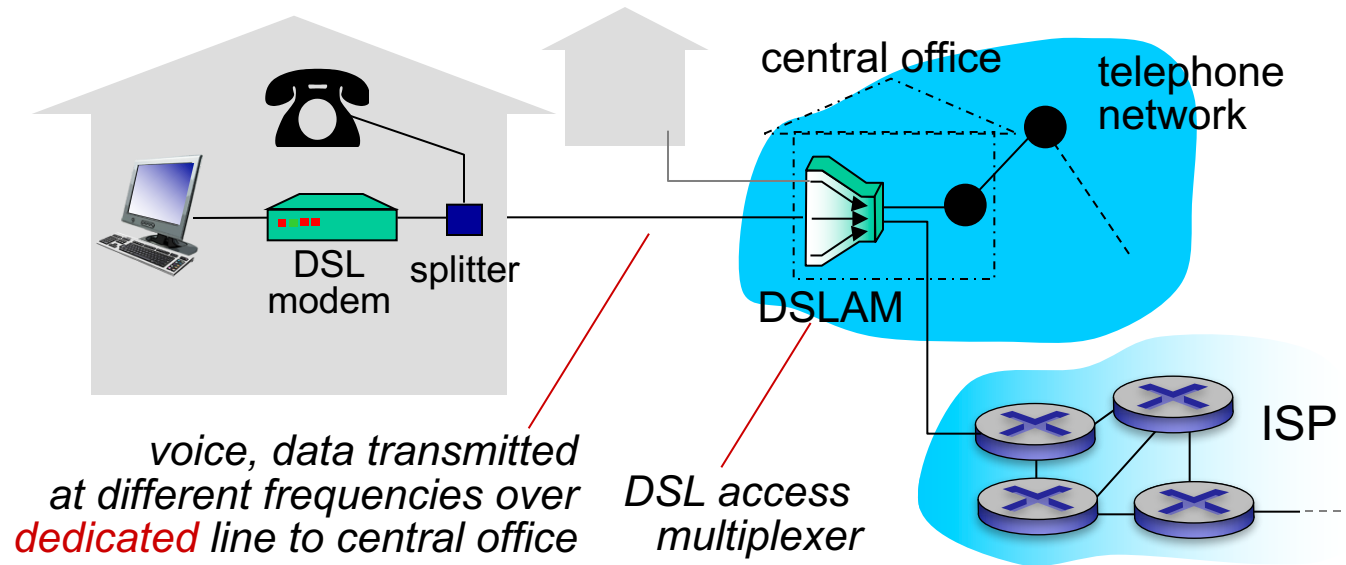 central office
telephone
network
DSL
modem
splitter
DSLAM
ISP
voice, data transmitted
at different frequencies over
dedicated line to central office
DSL access
multiplexer